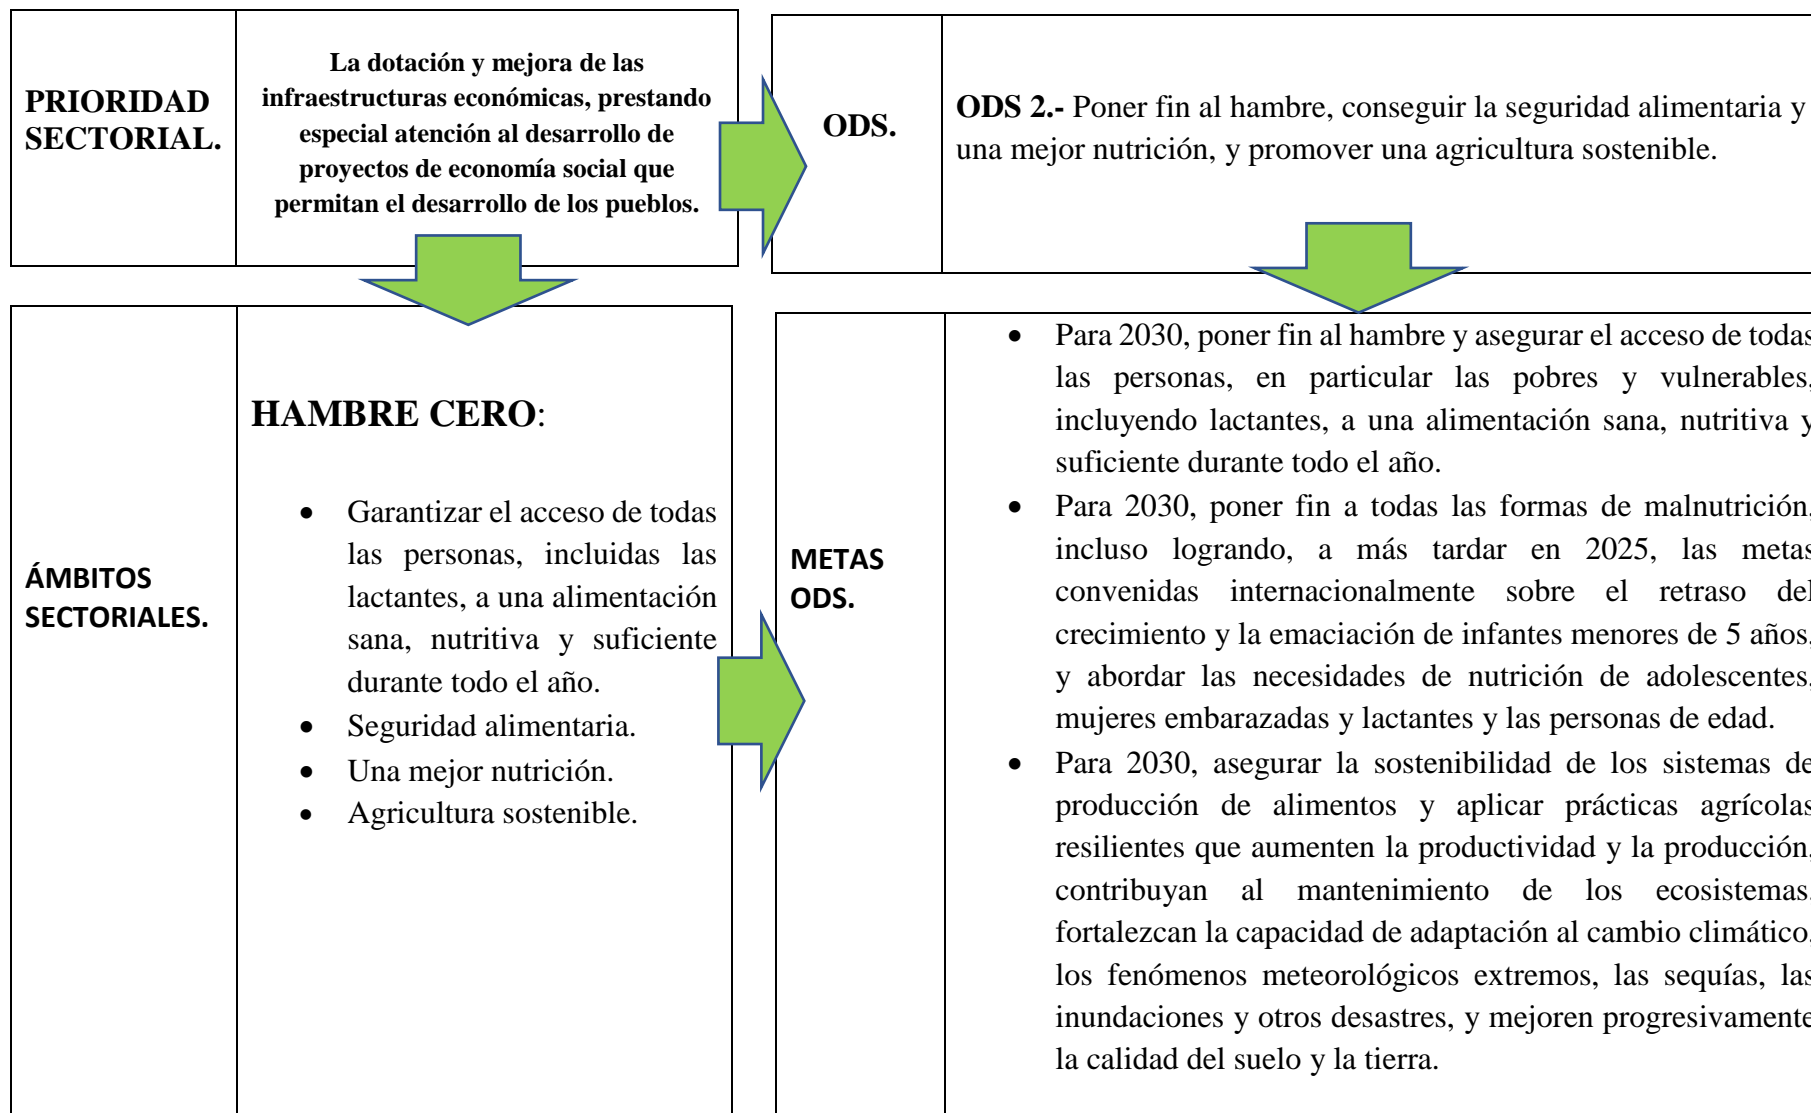 PRIORIDAD
SECTORIAL.
La dotación y mejora de las
infraestructuras económicas, prestando
especial atención al desarrollo de
proyectos de economía social que
permitan el desarrollo de los pueblos.
ODS.
ODS 2.- Poner fin al hambre, conseguir la seguridad alimentaria y
una mejor nutrición, y promover una agricultura sostenible.
ÁMBITOS
SECTORIALES.
HAMBRE CERO:
• Garantizar el acceso de todas
las personas, incluidas las
lactantes, a una alimentación
sana, nutritiva y suficiente
durante todo el año.
• Seguridad alimentaria.
• Una mejor nutrición.
• Agricultura sostenible.
METAS
ODS.
• Para 2030, poner fin al hambre y asegurar el acceso de todas
las personas, en particular las pobres y vulnerables,
incluyendo lactantes, a una alimentación sana, nutritiva y
suficiente durante todo el año.
• Para 2030, poner fin a todas las formas de malnutrición,
incluso logrando, a más tardar en 2025, las metas
convenidas internacionalmente sobre el retraso del
crecimiento y la emaciación de infantes menores de 5 años,
y abordar las necesidades de nutrición de adolescentes,
mujeres embarazadas y lactantes y las personas de edad.
• Para 2030, asegurar la sostenibilidad de los sistemas de
producción de alimentos y aplicar prácticas agrícolas
resilientes que aumenten la productividad y la producción,
contribuyan al mantenimiento de los ecosistemas,
fortalezcan la capacidad de adaptación al cambio climático,
los fenómenos meteorológicos extremos, las sequías, las
inundaciones y otros desastres, y mejoren progresivamente
la calidad del suelo y la tierra.